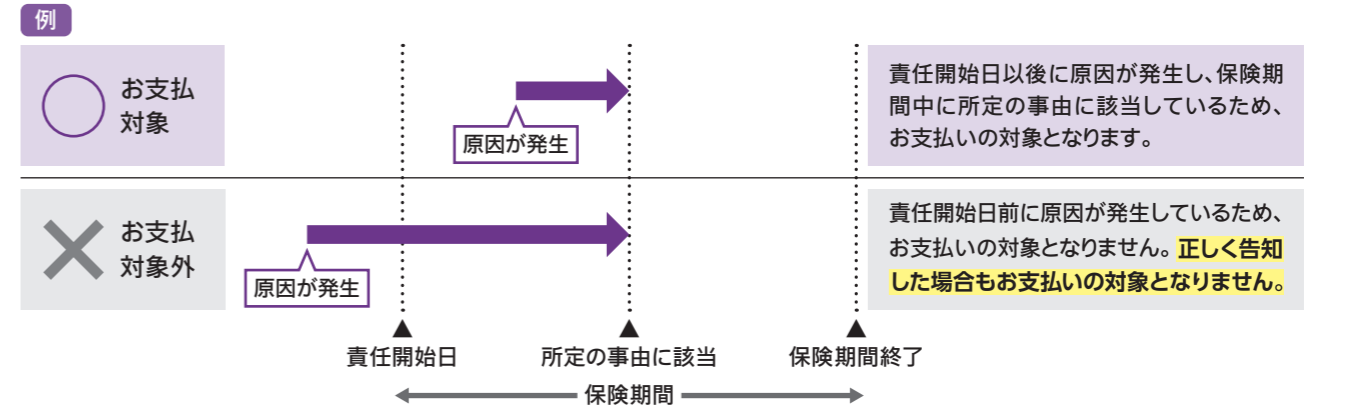 例
お支払
対象
原因が発生
責任開始日以後に原因が発生し、保険期
間中に所定の事由に該当しているため、
お支払いの対象となります。
お支払
対象外
原因が発生
責任開始日前に原因が発生しているため、
お支払いの対象となりません。正しく告知
した場合もお支払いの対象となりません。
責任開始日
所定の事由に該当
保険期間終了
保険期間